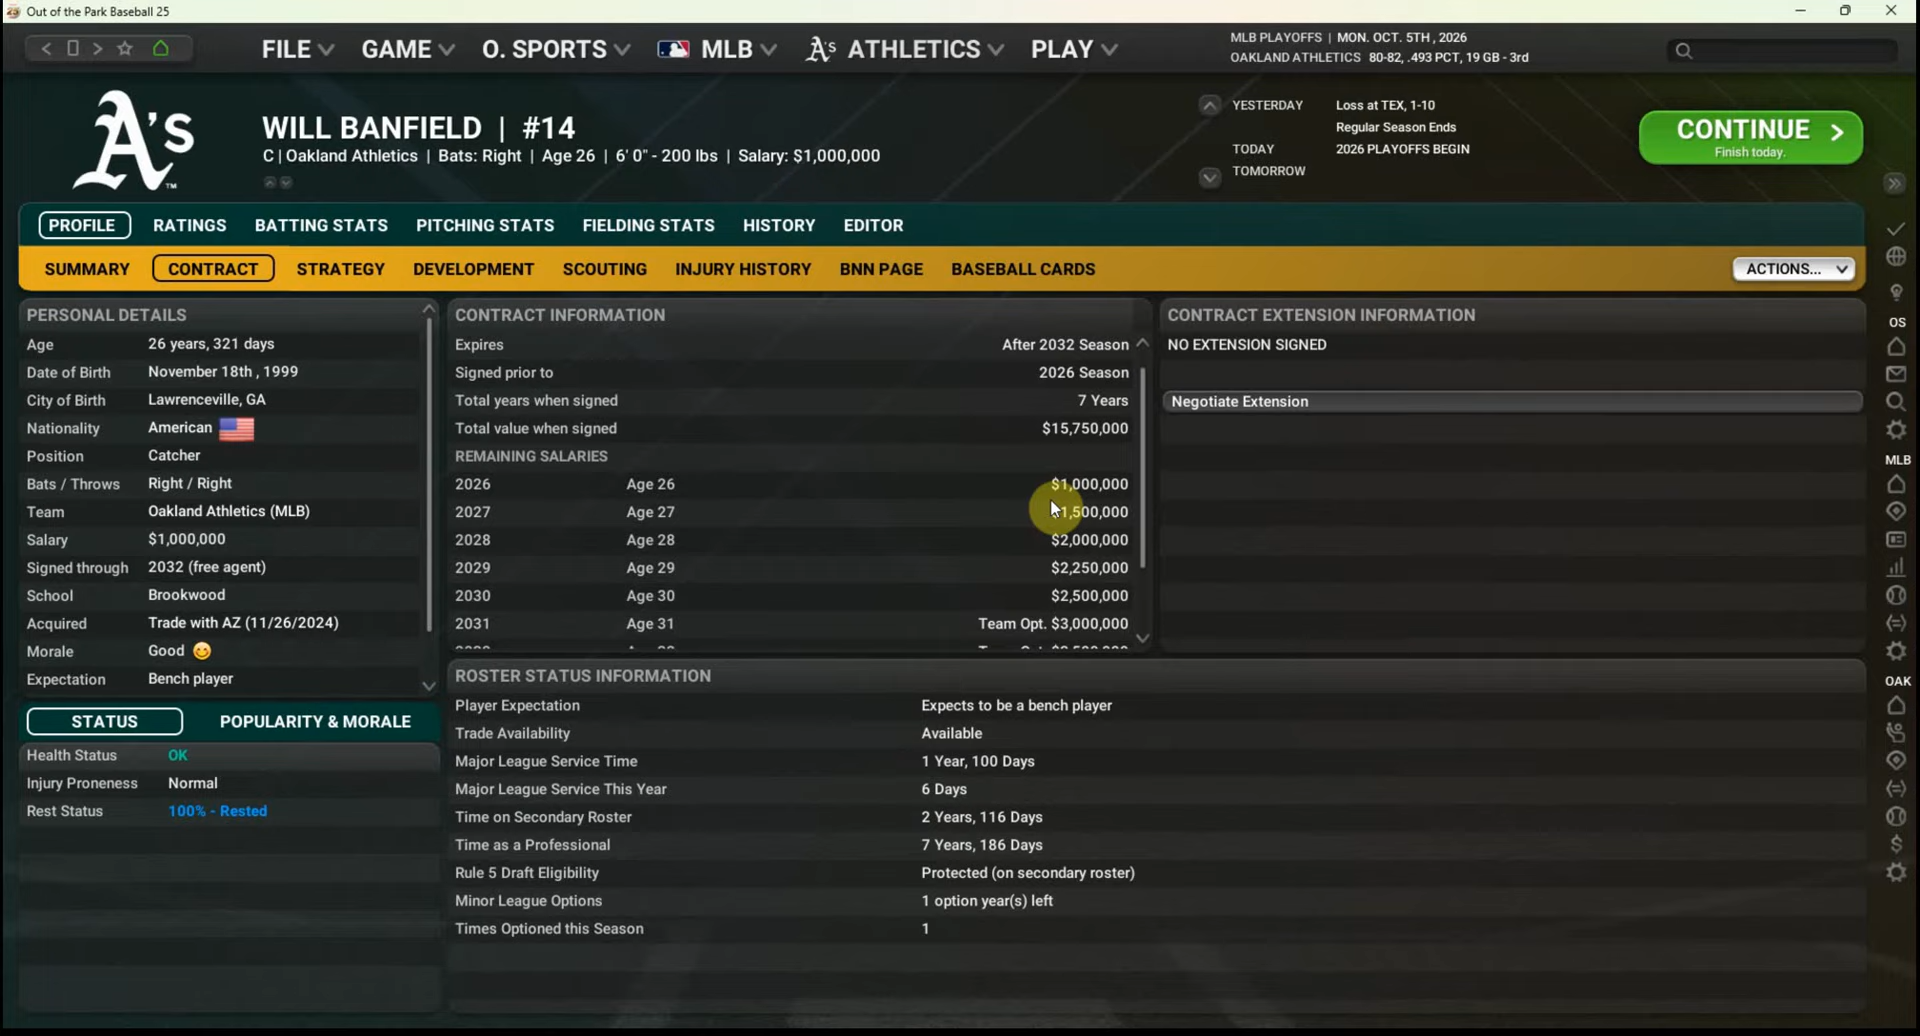 Out of the Park Baseball 25
FILE GAME O. SPORTS MLB A's ATHLETICS PLAY
MLB PLAYOFFS | MON. OCT. 5TH , 2026
OAKLAND ATHLETICS 80-82, .493 PCT, 19 GB - 3rd
A's
WILL BANFIELD | #14
C | Oakland Athletics | Bats: Right | Age 26 | 6' 0" - 200 lbs | Salary: $1,000,000
YESTERDAY Loss at TEX, 1-10
Regular Season Ends
TODAY 2026 PLAYOFFS BEGIN
TOMORROW
CONTINUE
Finish today.
PROFILE RATINGS BATTING STATS PITCHING STATS FIELDING STATS HISTORY EDITOR
SUMMARY CONTRACT STRATEGY DEVELOPMENT SCOUTING INJURY HISTORY BNN PAGE BASEBALL CARDS ACTIONS...
PERSONAL DETAILS
Age 26 years, 321 days
Date of Birth November 18th , 1999
City of Birth Lawrenceville, GA
Nationality American
Position Catcher
Bats / Throws Right / Right
Team Oakland Athletics (MLB)
Salary $1,000,000
Signed through 2032 (free agent)
School Brookwood
Acquired Trade with AZ (11/26/2024)
Morale Good
Expectation Bench player
STATUS POPULARITY & MORALE
Health Status OK
Injury Proneness Normal
Rest Status 100% - Rested
CONTRACT INFORMATION
Expires After 2032 Season
Signed prior to 2026 Season
Total years when signed 7 Years
Total value when signed $15,750,000
REMAINING SALARIES
2026 Age 26 $1,000,000
2027 Age 27 $1,500,000
2028 Age 28 $2,000,000
2029 Age 29 $2,250,000
2030 Age 30 $2,500,000
2031 Age 31 Team Opt. $3,000,000
CONTRACT EXTENSION INFORMATION
NO EXTENSION SIGNED
Negotiate Extension
ROSTER STATUS INFORMATION
Player Expectation Expects to be a bench player
Trade Availability Available
Major League Service Time 1 Year, 100 Days
Major League Service This Year 6 Days
Time on Secondary Roster 2 Years, 116 Days
Time as a Professional 7 Years, 186 Days
Rule 5 Draft Eligibility Protected (on secondary roster)
Minor League Options 1 option year(s) left
Times Optioned this Season 1
OS
MLB
OAK